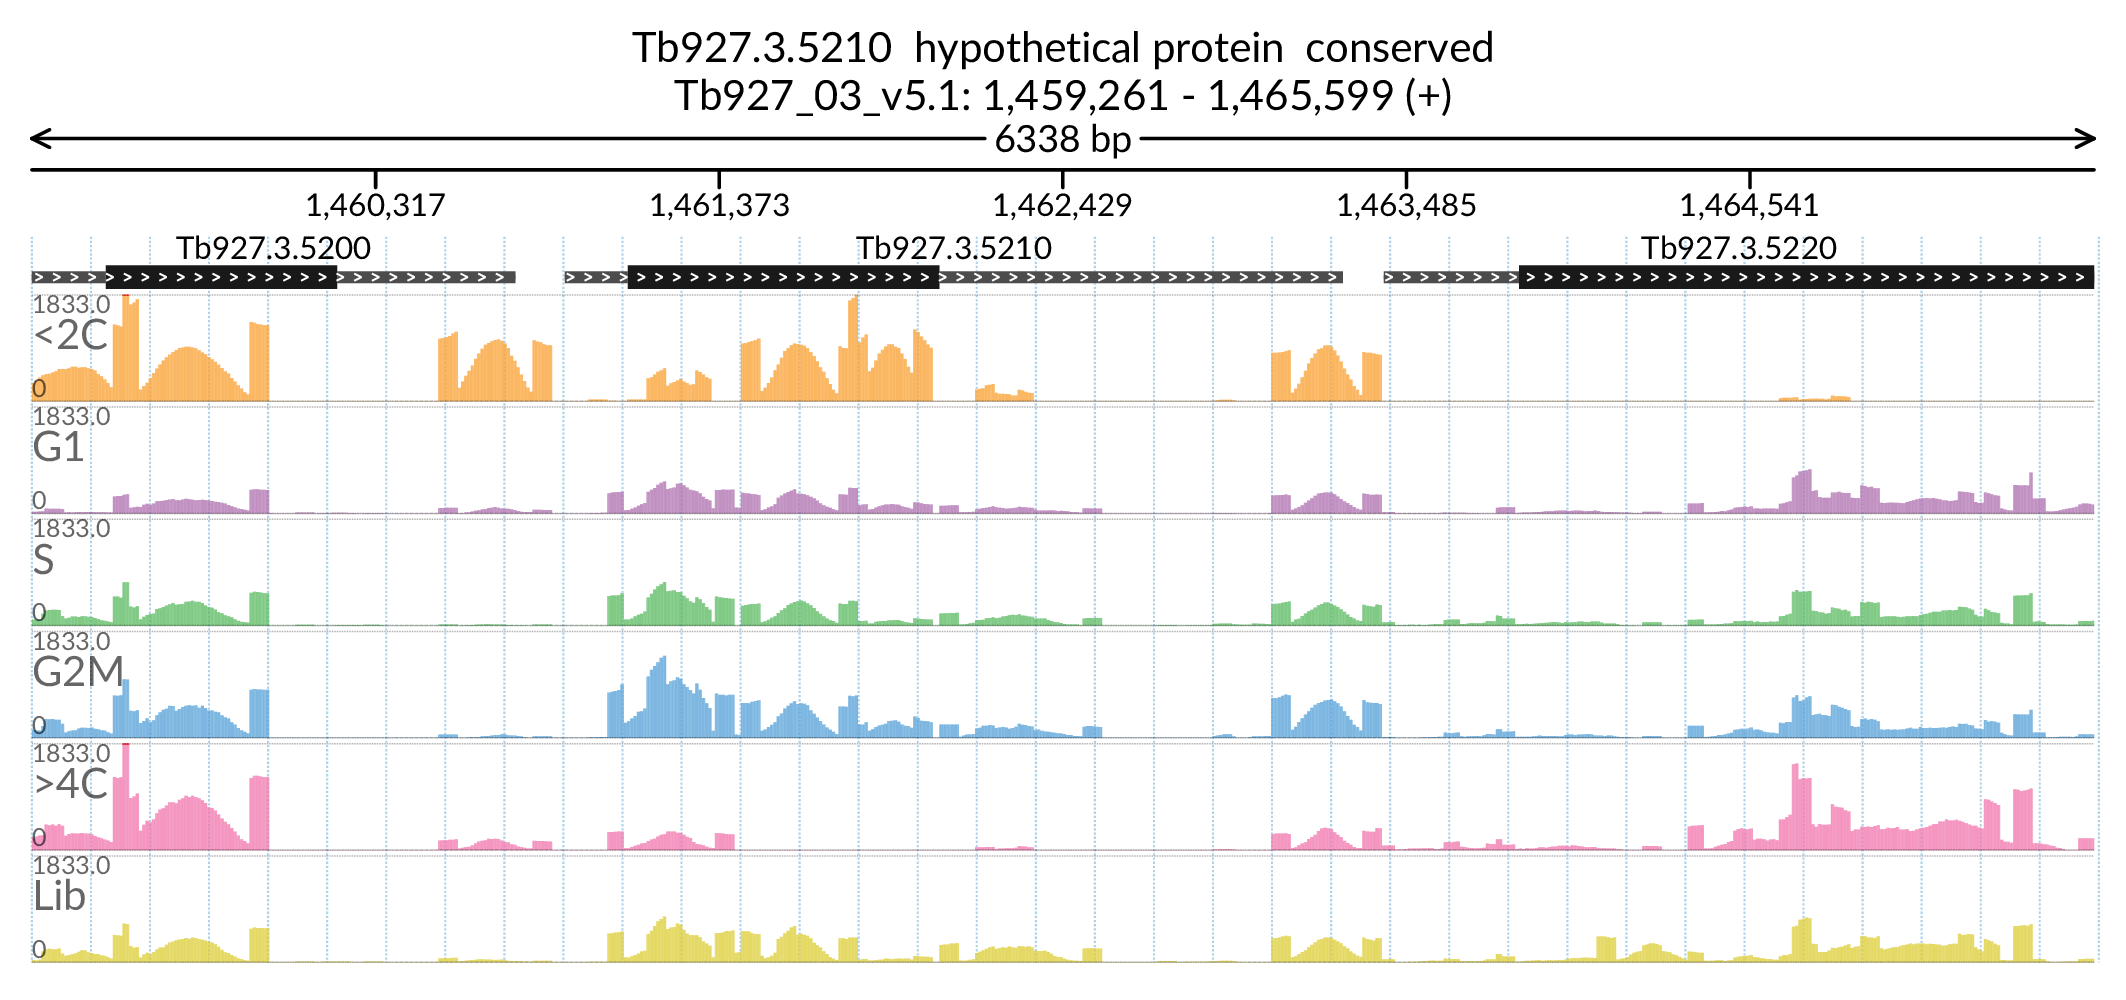 Tb927.3.5210  hypothetical protein  conserved
Tb927_03_v5.1: 1,459,261 - 1,465,599 (+)
6338 bp
1,460,317 1,461,373 1,462,429 1,463,485 1,464,541
Tb927.3.5200 Tb927.3.5210 Tb927.3.5220
1833.0
<2C
0
1833.0
G1
0
1833.0
S
0
1833.0
G2M
0
1833.0
>4C
0
1833.0
Lib
0